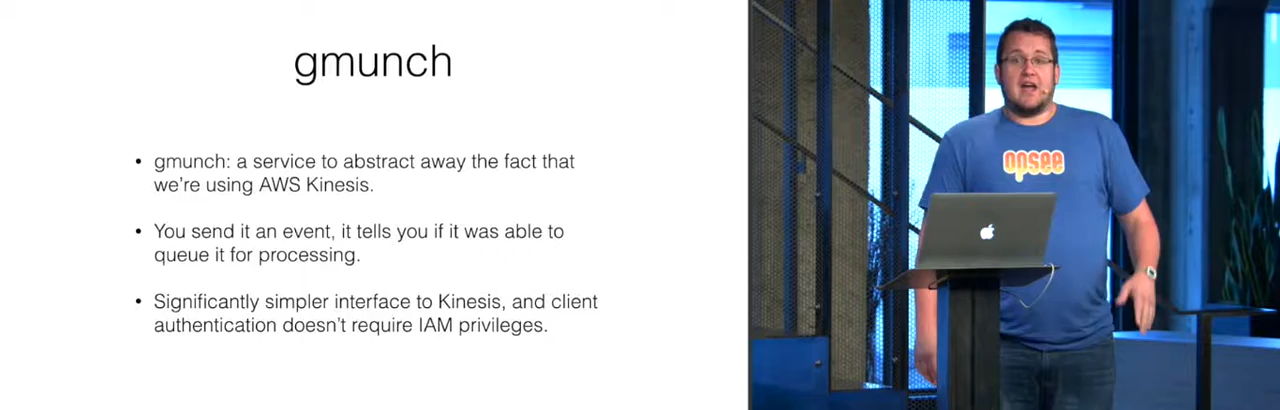 gmunch
• gmunch: a service to abstract away the fact that
we're using AWS Kinesis.
• You send it an event, it tells you if it was able to
queue it for processing.
• Significantly simpler interface to Kinesis, and client
authentication doesn't require IAM privileges.
opsee